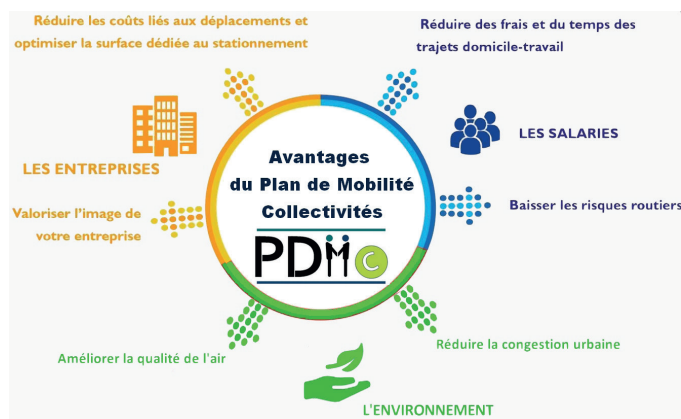 Réduire les coûts liés aux déplacements et
optimiser la surface dédiée au stationnement
Réduire des frais et du temps des
trajets domicile-travail
LES ENTREPRISES
LES SALARIES
Avantages
du Plan de Mobilité
Collectivités
PDM C
Valoriser l'image de
votre entreprise
Baisser les risques routiers
Améliorer la qualité de l'air
Réduire la congestion urbaine
L'ENVIRONNEMENT